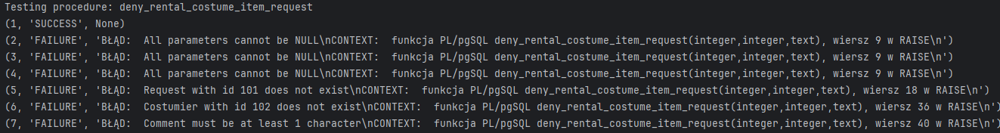 Testing procedure: deny_rental_costume_item_request
(1, 'SUCCESS', None)
(2, 'FAILURE', 'BŁĄD:  All parameters cannot be NULL\nCONTEXT:  funkcja PL/pgSQL deny_rental_costume_item_request(integer,integer,text), wiersz 9 w RAISE\n')
(3, 'FAILURE', 'BŁĄD:  All parameters cannot be NULL\nCONTEXT:  funkcja PL/pgSQL deny_rental_costume_item_request(integer,integer,text), wiersz 9 w RAISE\n')
(4, 'FAILURE', 'BŁĄD:  All parameters cannot be NULL\nCONTEXT:  funkcja PL/pgSQL deny_rental_costume_item_request(integer,integer,text), wiersz 9 w RAISE\n')
(5, 'FAILURE', 'BŁĄD:  Request with id 101 does not exist\nCONTEXT:  funkcja PL/pgSQL deny_rental_costume_item_request(integer,integer,text), wiersz 18 w RAISE\n')
(6, 'FAILURE', 'BŁĄD:  Costumier with id 102 does not exist\nCONTEXT:  funkcja PL/pgSQL deny_rental_costume_item_request(integer,integer,text), wiersz 36 w RAISE\n')
(7, 'FAILURE', 'BŁĄD:  Comment must be at least 1 character\nCONTEXT:  funkcja PL/pgSQL deny_rental_costume_item_request(integer,integer,text), wiersz 40 w RAISE\n')